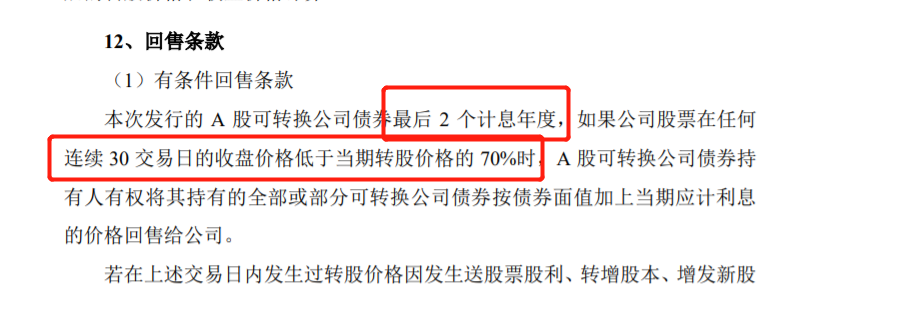 12、回售条款
（1）有条件回售条款
本次发行的 A 股可转换公司债券最后 2 个计息年度，如果公司股票在任何
连续 30 交易日的收盘价格低于当期转股价格的 70%时，A 股可转换公司债券持
有人有权将其持有的全部或部分可转换公司债券按债券面值加上当期应计利息
的价格回售给公司。
若在上述交易日内发生过转股价格因发生送股票股利、转增股本、增发新股